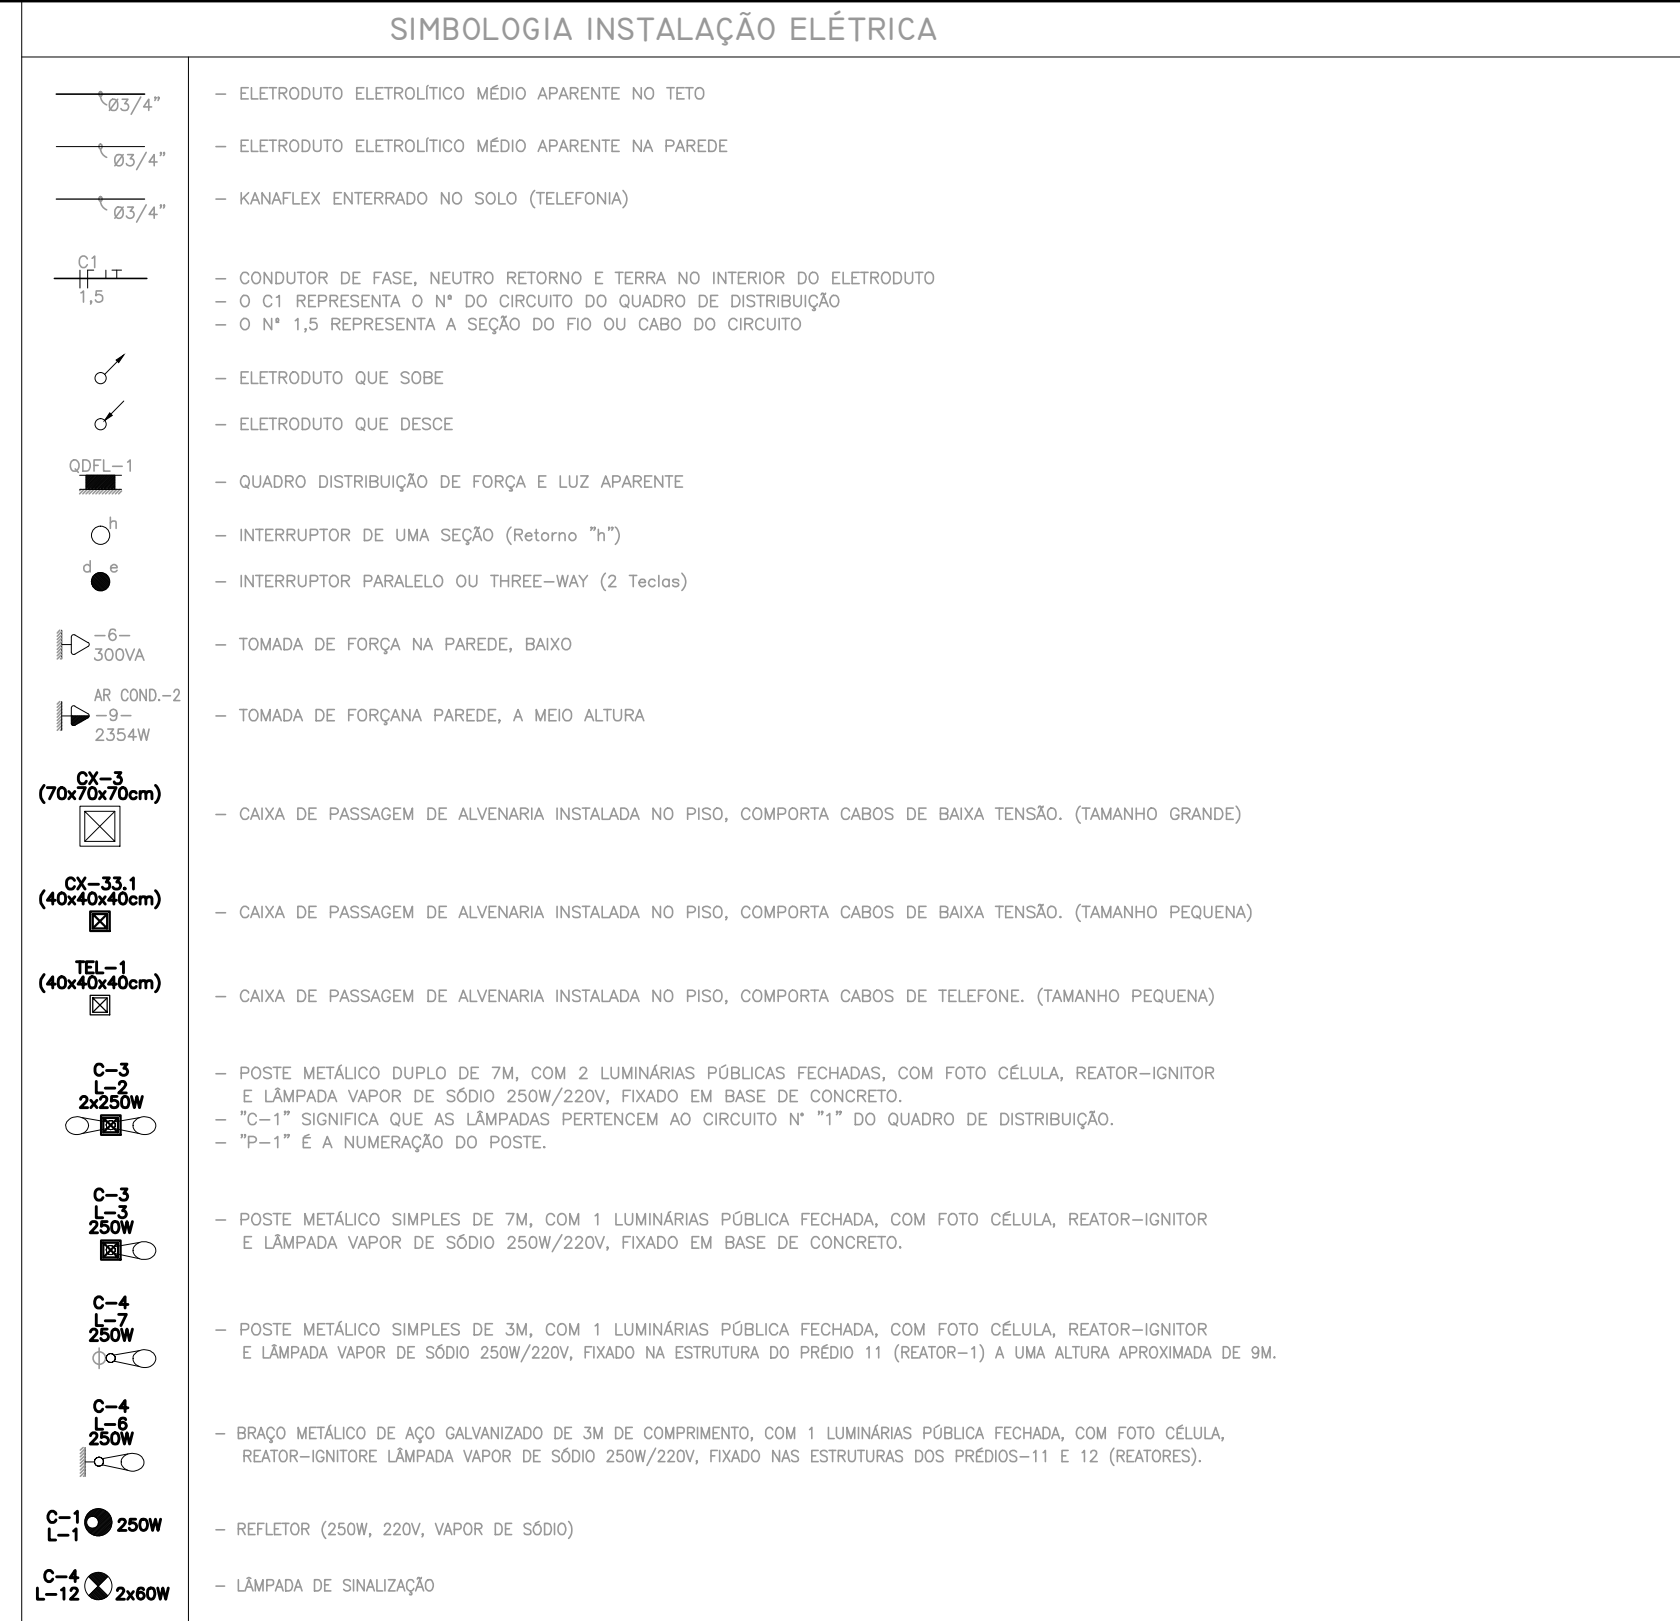 SIMBOLOGIA INSTALAÇÃO ELÉTRICA
Ø3/4"
– ELETRODUTO ELETROLÍTICO MÉDIO APARENTE NO TETO
Ø3/4"
– ELETRODUTO ELETROLÍTICO MÉDIO APARENTE NA PAREDE
Ø3/4"
– KANAFLEX ENTERRADO NO SOLO (TELEFONIA)
C1
1,5
– CONDUTOR DE FASE, NEUTRO RETORNO E TERRA NO INTERIOR DO ELETRODUTO
– O C1 REPRESENTA O Nº DO CIRCUITO DO QUADRO DE DISTRIBUIÇÃO
– O Nº 1,5 REPRESENTA A SEÇÃO DO FIO OU CABO DO CIRCUITO
– ELETRODUTO QUE SOBE
– ELETRODUTO QUE DESCE
QDFL–1
– QUADRO DISTRIBUIÇÃO DE FORÇA E LUZ APARENTE
h
– INTERRUPTOR DE UMA SEÇÃO (Retorno "h")
d e
– INTERRUPTOR PARALELO OU THREE–WAY (2 Teclas)
–6–
300VA
– TOMADA DE FORÇA NA PAREDE, BAIXO
AR COND.–2
–9–
2354W
– TOMADA DE FORÇANA PAREDE, A MEIO ALTURA
CX–3
(70x70x70cm)
– CAIXA DE PASSAGEM DE ALVENARIA INSTALADA NO PISO, COMPORTA CABOS DE BAIXA TENSÃO. (TAMANHO GRANDE)
CX–33.1
(40x40x40cm)
– CAIXA DE PASSAGEM DE ALVENARIA INSTALADA NO PISO, COMPORTA CABOS DE BAIXA TENSÃO. (TAMANHO PEQUENA)
TEL–1
(40x40x40cm)
– CAIXA DE PASSAGEM DE ALVENARIA INSTALADA NO PISO, COMPORTA CABOS DE TELEFONE. (TAMANHO PEQUENA)
C–3
L–2
2x250W
– POSTE METÁLICO DUPLO DE 7M, COM 2 LUMINÁRIAS PÚBLICAS FECHADAS, COM FOTO CÉLULA, REATOR–IGNITOR
E LÂMPADA VAPOR DE SÓDIO 250W/220V, FIXADO EM BASE DE CONCRETO.
– "C–1" SIGNIFICA QUE AS LÂMPADAS PERTENCEM AO CIRCUITO N° "1" DO QUADRO DE DISTRIBUIÇÃO.
– "P–1" É A NUMERAÇÃO DO POSTE.
C–3
L–3
250W
– POSTE METÁLICO SIMPLES DE 7M, COM 1 LUMINÁRIAS PÚBLICA FECHADA, COM FOTO CÉLULA, REATOR–IGNITOR
E LÂMPADA VAPOR DE SÓDIO 250W/220V, FIXADO EM BASE DE CONCRETO.
C–4
L–7
250W
– POSTE METÁLICO SIMPLES DE 3M, COM 1 LUMINÁRIAS PÚBLICA FECHADA, COM FOTO CÉLULA, REATOR–IGNITOR
E LÂMPADA VAPOR DE SÓDIO 250W/220V, FIXADO NA ESTRUTURA DO PRÉDIO 11 (REATOR–1) A UMA ALTURA APROXIMADA DE 9M.
C–4
L–6
250W
– BRAÇO METÁLICO DE AÇO GALVANIZADO DE 3M DE COMPRIMENTO, COM 1 LUMINÁRIAS PÚBLICA FECHADA, COM FOTO CÉLULA,
REATOR–IGNITORE LÂMPADA VAPOR DE SÓDIO 250W/220V, FIXADO NAS ESTRUTURAS DOS PRÉDIOS–11 E 12 (REATORES).
C–1
L–1
250W
– REFLETOR (250W, 220V, VAPOR DE SÓDIO)
C–4
L–12
2x60W
– LÂMPADA DE SINALIZAÇÃO